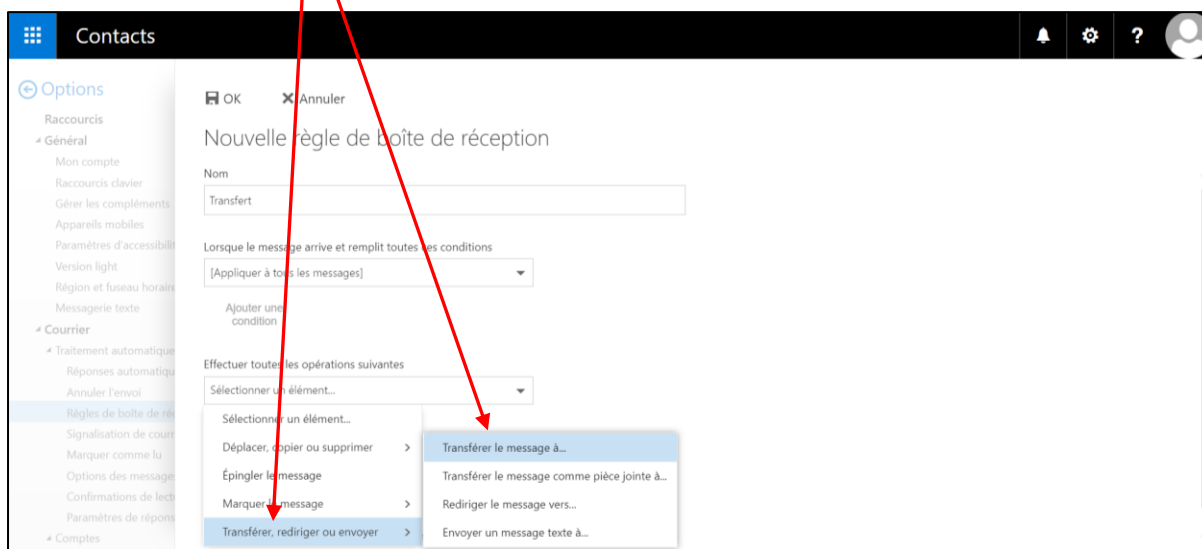 Contacts
?
Options
Raccourcis
Général
Mon compte
Raccourcis clavier
Gérer les compléments
Appareils mobiles
Paramètres d'accessibilit
Version light
Région et fuseau horaire
Messagerie texte
Courrier
Traitement automatique
Réponses automatiqu
Annuler l'envoi
Règles de boîte de réc
Signalisation de courr
Marquer comme lu
Options des message
Confirmations de lect
Paramètres de répons
Comptes
OK Annuler
Nouvelle règle de boîte de réception
Nom
Transfert
Lorsque le message arrive et remplit toutes ces conditions
[Appliquer à tous les messages]
Ajouter une
condition
Effectuer toutes les opérations suivantes
Sélectionner un élément...
Sélectionner un élément...
Déplacer, copier ou supprimer
Épingler le message
Marquer le message
Transférer, rediriger ou envoyer
Transférer le message à...
Transférer le message comme pièce jointe à...
Rediriger le message vers...
Envoyer un message texte à...